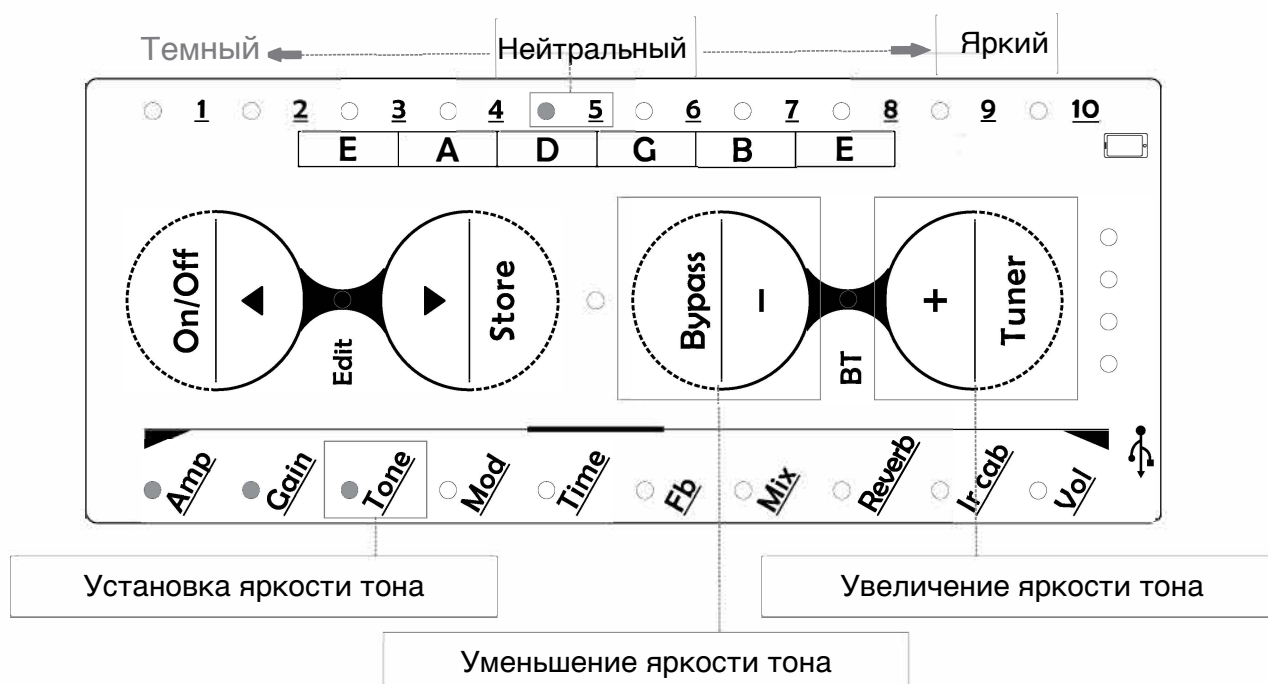 Темный Нейтральный Яркий
1 2 3 4 5 6 7 8 9 10
E A D G B E
On/Off Edit Store Bypass − BT + Tuner
Amp Gain Tone Mod Time Fb Mix Reverb Ir cab Vol
Установка яркости тона
Увеличение яркости тона
Уменьшение яркости тона